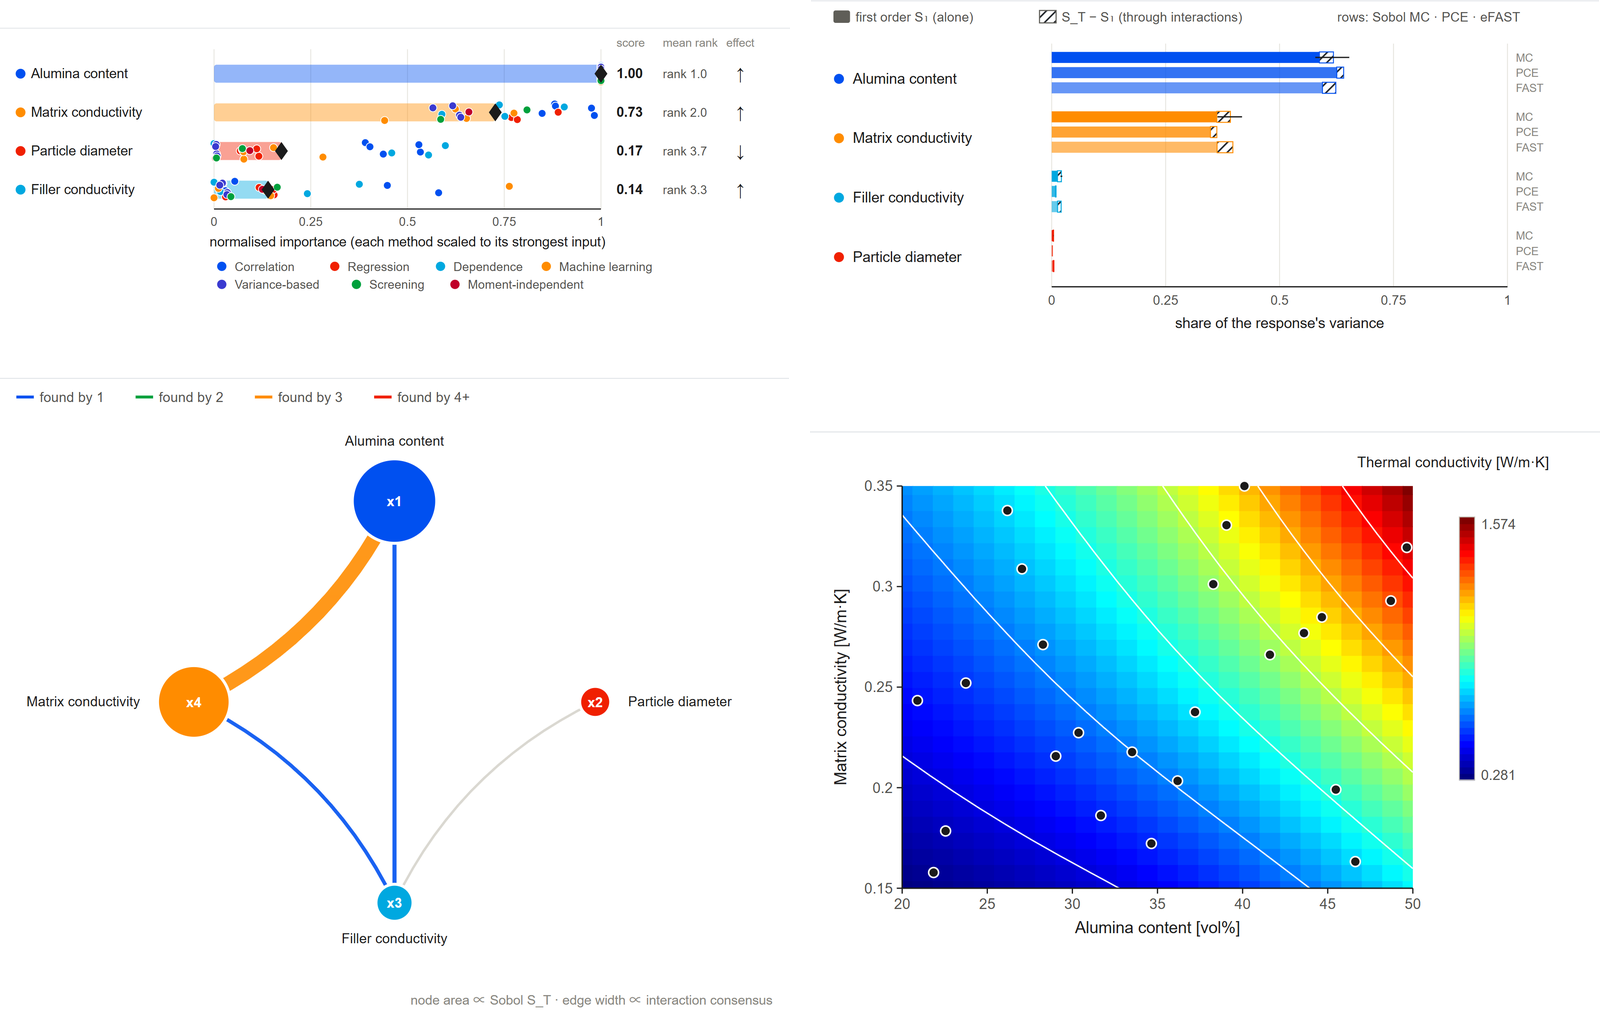 score mean rank effect
Alumina content 1.00 rank 1.0 ↑
Matrix conductivity 0.73 rank 2.0 ↑
Particle diameter 0.17 rank 3.7 ↓
Filler conductivity 0.14 rank 3.3 ↑
0 0.25 0.5 0.75 1
normalised importance (each method scaled to its strongest input)
Correlation Regression Dependence Machine learning
Variance-based Screening Moment-independent
first order S₁ (alone) S_T − S₁ (through interactions) rows: Sobol MC · PCE · eFAST
MC
Alumina content PCE
FAST
MC
Matrix conductivity PCE
FAST
MC
Filler conductivity PCE
FAST
MC
Particle diameter PCE
FAST
0 0.25 0.5 0.75 1
share of the response's variance
found by 1 found by 2 found by 3 found by 4+
Alumina content
x1
Matrix conductivity x4 x2 Particle diameter
x3
Filler conductivity
node area ∝ Sobol S_T · edge width ∝ interaction consensus
Thermal conductivity [W/m·K]
1.574
0.281
Matrix conductivity [W/m·K]
0.35
0.3
0.25
0.2
0.15
20 25 30 35 40 45 50
Alumina content [vol%]